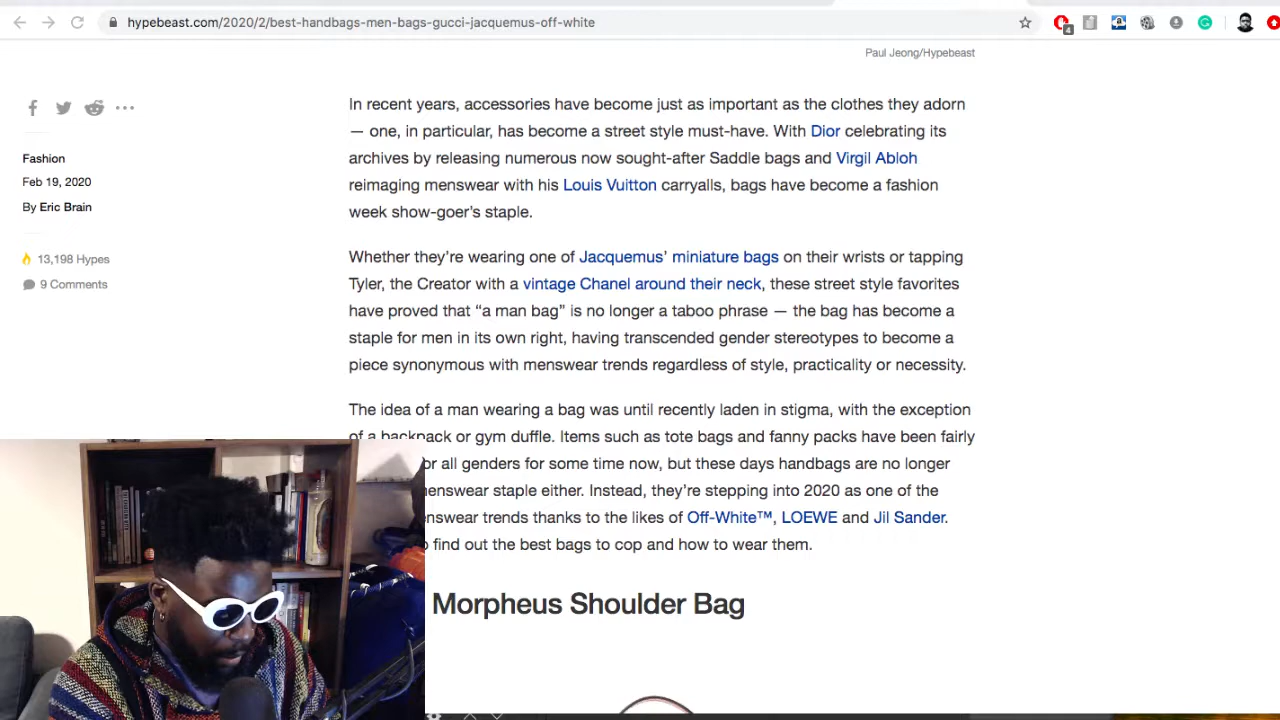 hypebeast.com/2020/2/best-handbags-men-bags-gucci-jacquemus-off-white
4
Paul Jeong/Hypebeast
Fashion
Feb 19, 2020
By Eric Brain
13,198 Hypes
9 Comments
In recent years, accessories have become just as important as the clothes they adorn
— one, in particular, has become a street style must-have. With Dior celebrating its
archives by releasing numerous now sought-after Saddle bags and Virgil Abloh
reimaging menswear with his Louis Vuitton carryalls, bags have become a fashion
week show-goer’s staple.
Whether they’re wearing one of Jacquemus’ miniature bags on their wrists or tapping
Tyler, the Creator with a vintage Chanel around their neck, these street style favorites
have proved that “a man bag” is no longer a taboo phrase — the bag has become a
staple for men in its own right, having transcended gender stereotypes to become a
piece synonymous with menswear trends regardless of style, practicality or necessity.
The idea of a man wearing a bag was until recently laden in stigma, with the exception
of a backpack or gym duffle. Items such as tote bags and fanny packs have been fairly
or all genders for some time now, but these days handbags are no longer
enswear staple either. Instead, they’re stepping into 2020 as one of the
enswear trends thanks to the likes of Off-White™, LOEWE and Jil Sander.
find out the best bags to cop and how to wear them.
Morpheus Shoulder Bag